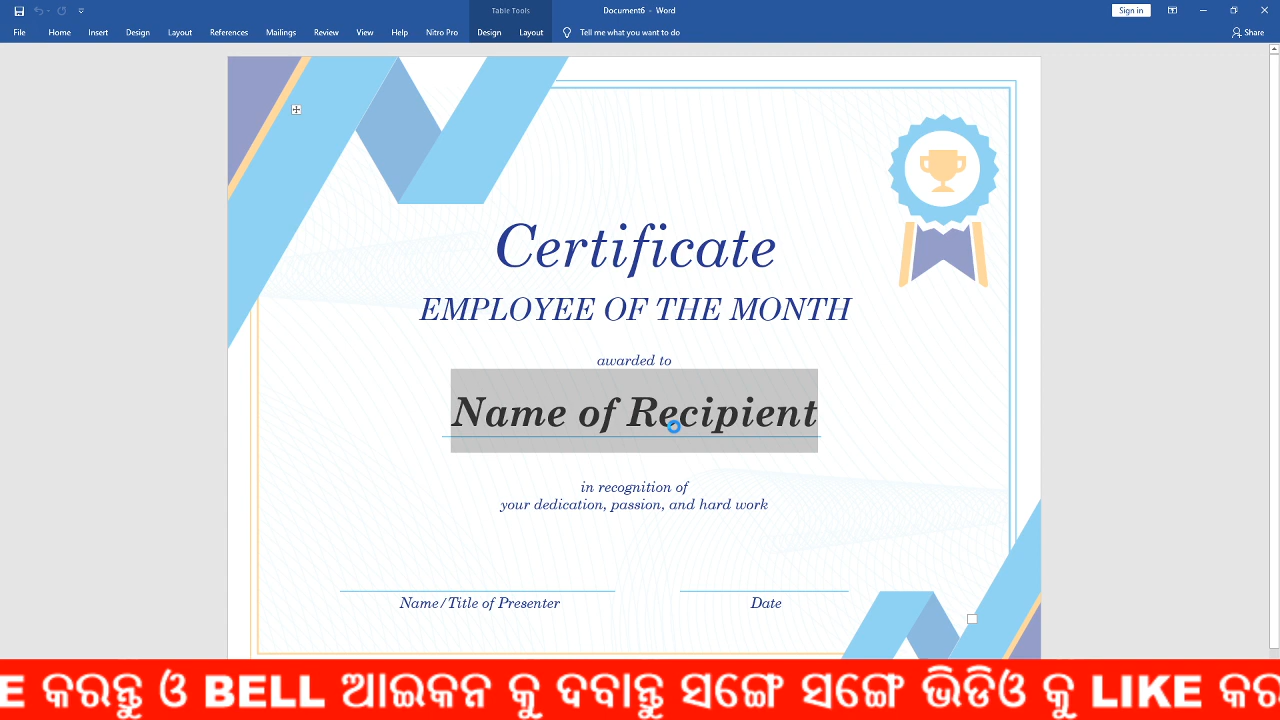 Table Tools
Document6 - Word
Sign in
File Home Insert Design Layout References Mailings Review View Help Nitro Pro Design Layout Tell me what you want to do Share
Certificate
EMPLOYEE OF THE MONTH
awarded to
Name of Recipient
in recognition of
your dedication, passion, and hard work
Name/Title of Presenter Date
E କରନ୍ତୁ ଓ BELL ଆଇକନ କୁ ଦବାନ୍ତୁ ସଙ୍ଗେ ସଙ୍ଗେ ଭିଡିଓ କୁ LIKE କର